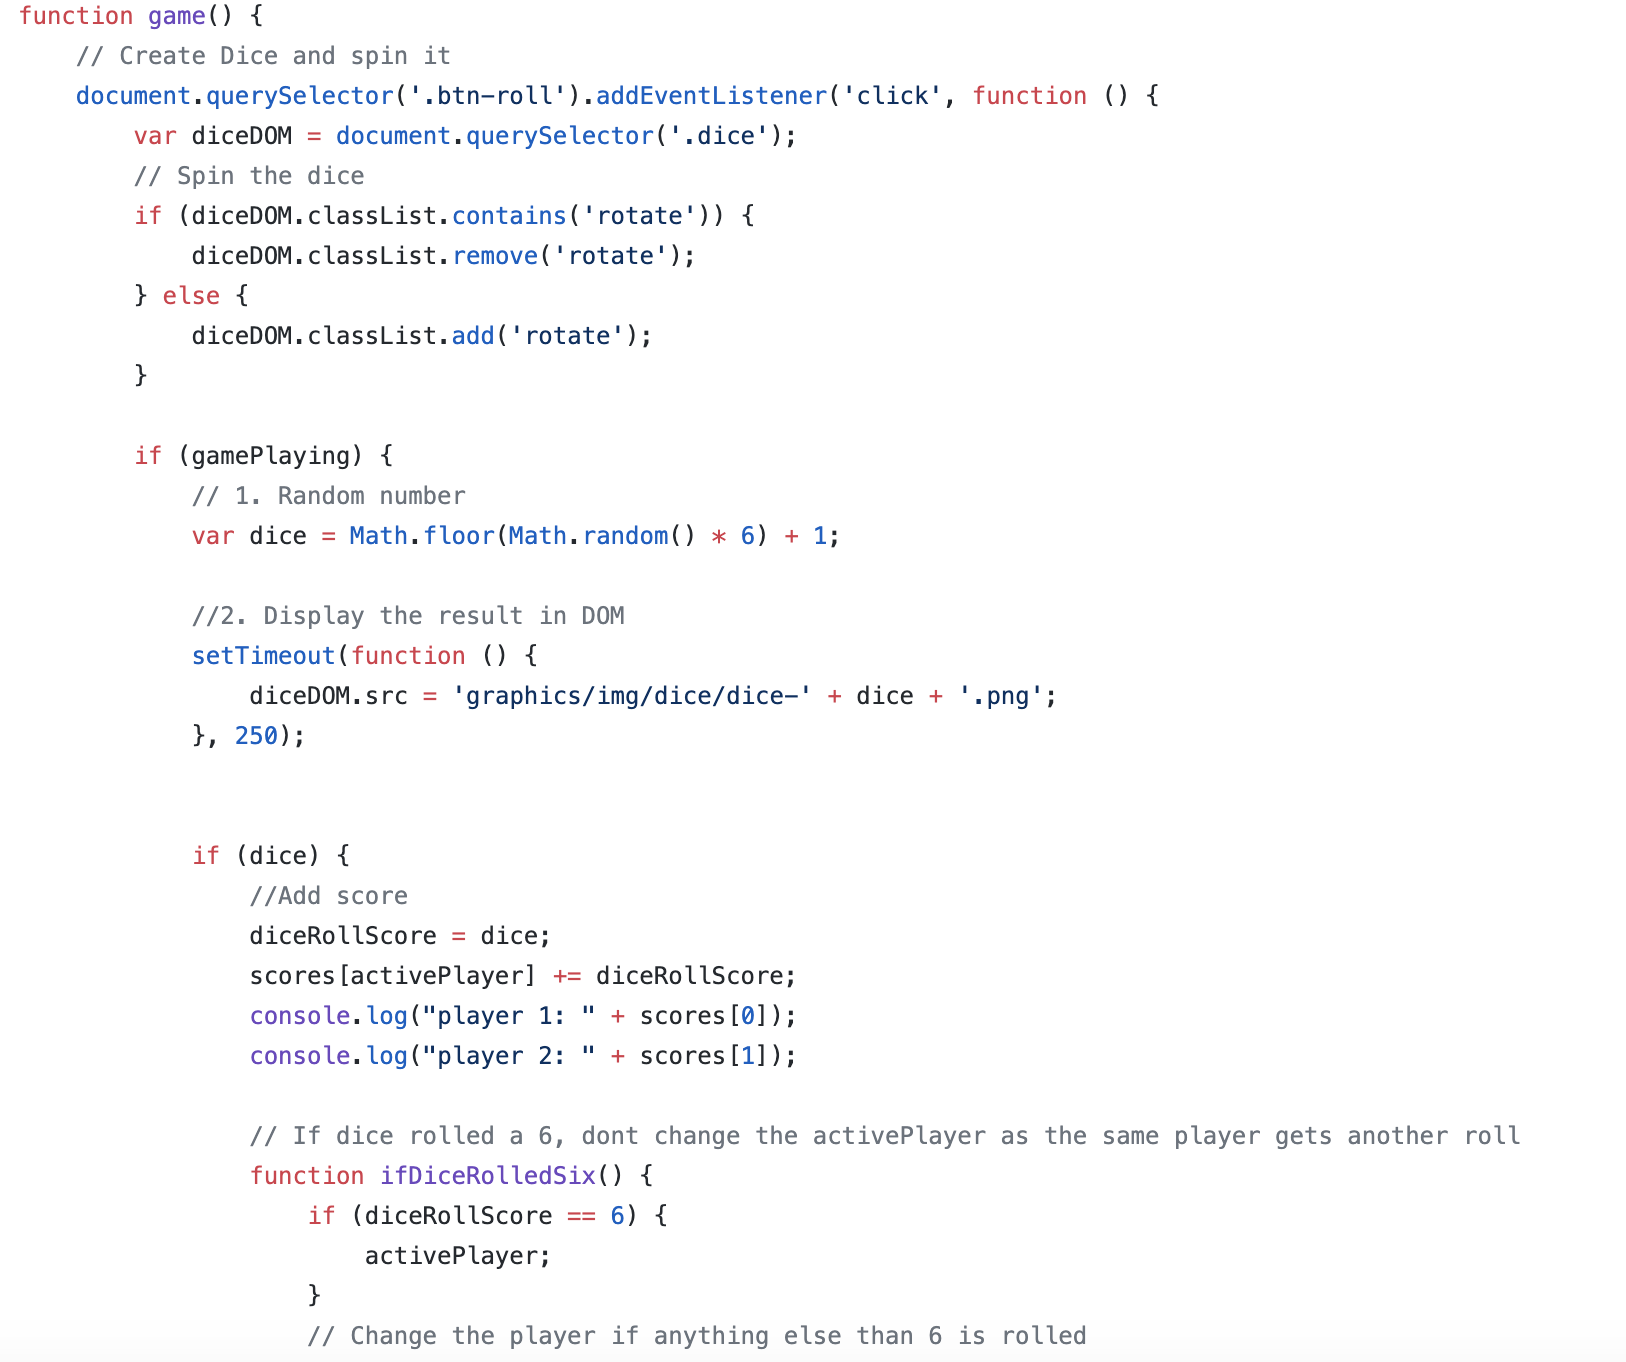 function game() {
    // Create Dice and spin it
    document.querySelector('.btn-roll').addEventListener('click', function () {
        var diceDOM = document.querySelector('.dice');
        // Spin the dice
        if (diceDOM.classList.contains('rotate')) {
            diceDOM.classList.remove('rotate');
        } else {
            diceDOM.classList.add('rotate');
        }

        if (gamePlaying) {
            // 1. Random number
            var dice = Math.floor(Math.random() * 6) + 1;

            //2. Display the result in DOM
            setTimeout(function () {
                diceDOM.src = 'graphics/img/dice/dice-' + dice + '.png';
            }, 250);


            if (dice) {
                //Add score
                diceRollScore = dice;
                scores[activePlayer] += diceRollScore;
                console.log("player 1: " + scores[0]);
                console.log("player 2: " + scores[1]);

                // If dice rolled a 6, dont change the activePlayer as the same player gets another roll
                function ifDiceRolledSix() {
                    if (diceRollScore == 6) {
                        activePlayer;
                    }
                    // Change the player if anything else than 6 is rolled